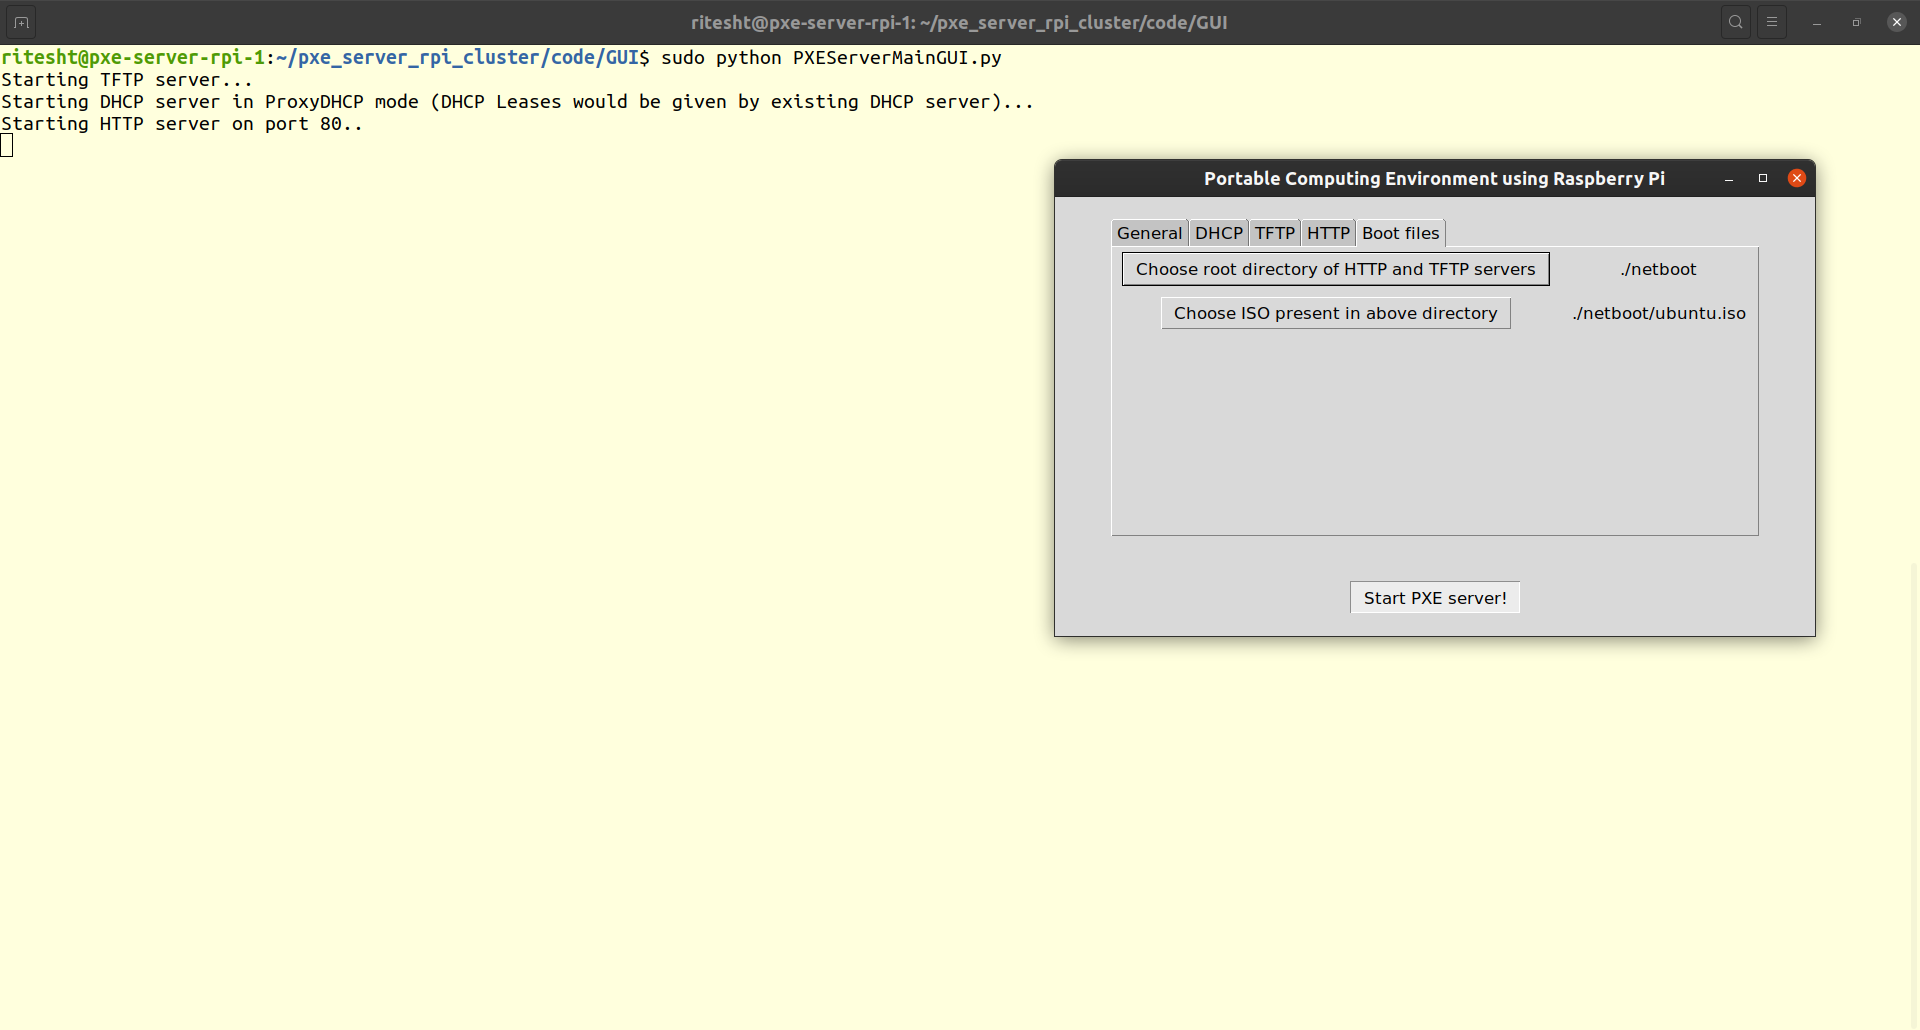 ritesht@pxe-server-rpi-1: ~/pxe_server_rpi_cluster/code/GUI
ritesht@pxe-server-rpi-1:~/pxe_server_rpi_cluster/code/GUI$ sudo python PXEServerMainGUI.py
Starting TFTP server...
Starting DHCP server in ProxyDHCP mode (DHCP Leases would be given by existing DHCP server)...
Starting HTTP server on port 80..
Portable Computing Environment using Raspberry Pi
General DHCP TFTP HTTP Boot files
Choose root directory of HTTP and TFTP servers ./netboot
Choose ISO present in above directory ./netboot/ubuntu.iso
Start PXE server!